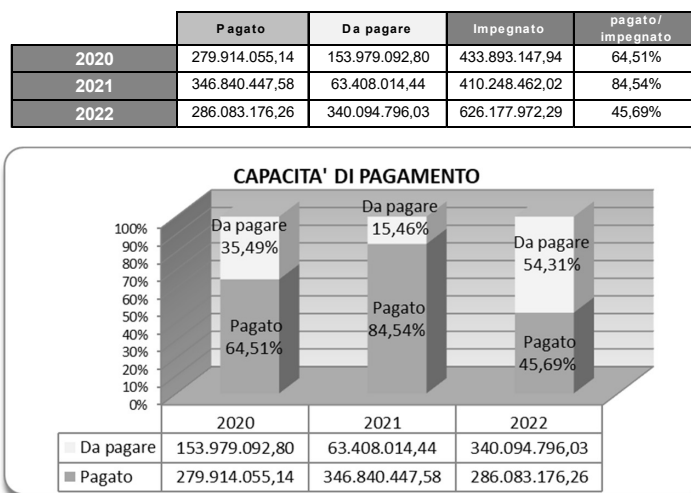 Pagato Da pagare Impegnato pagato/ impegnato
2020 279.914.055,14 153.979.092,80 433.893.147,94 64,51%
2021 346.840.447,58 63.408.014,44 410.248.462,02 84,54%
2022 286.083.176,26 340.094.796,03 626.177.972,29 45,69%
CAPACITA' DI PAGAMENTO
100%
90%
80%
70%
60%
50%
40%
30%
20%
10%
0%
Da pagare
35,49%
Pagato
64,51%
Da pagare
15,46%
Pagato
84,54%
Da pagare
54,31%
Pagato
45,69%
2020 2021 2022
Da pagare 153.979.092,80 63.408.014,44 340.094.796,03
Pagato 279.914.055,14 346.840.447,58 286.083.176,26